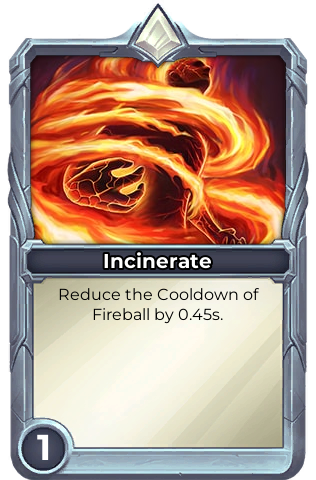 Incinerate
Reduce the Cooldown of
Fireball by 0.45s.
1